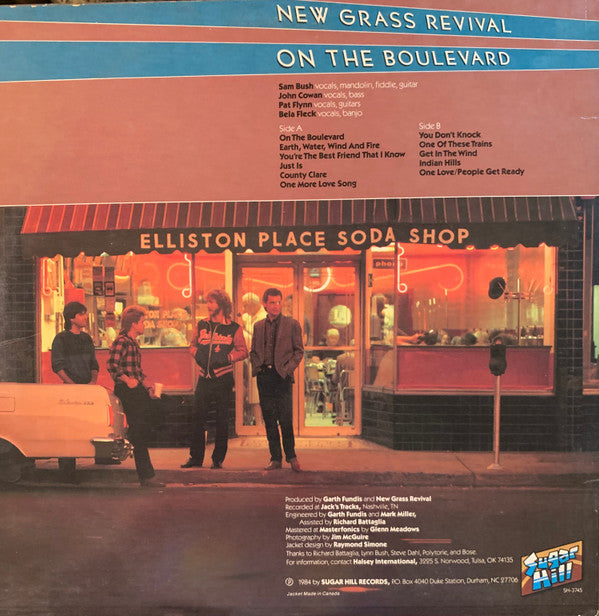 NEW GRASS REVIVAL
ON THE BOULEVARD
Sam Bush vocals, mandolin, fiddle, guitar
John Cowan vocals, bass
Pat Flynn vocals, guitars
Bela Fleck vocals, banjo
Side A
On The Boulevard
Earth, Water, Wind And Fire
You're The Best Friend That I Know
Just Is
County Clare
One More Love Song
Side B
You Don't Knock
One Of These Trains
Get In The Wind
Indian Hills
One Love/People Get Ready
ELLISTON PLACE SODA SHOP
phone
SODA SHOP
Produced by Garth Fundis and New Grass Revival
Recorded at Jack's Tracks, Nashville, TN
Engineered by Garth Fundis and Mark Miller,
Assisted by Richard Battaglia
Mastered at Masterfonics by Glenn Meadows
Photography by Jim McGuire
Jacket design by Raymond Simone
Thanks to Richard Battaglia, Lynn Bush, Steve Dahl, Polytone, and Bose.
For information, contact Halsey International, 3225 S. Norwood, Tulsa, OK 74135
℗ 1984 by SUGAR HILL RECORDS, P.O. Box 4040 Duke Station, Durham, NC 27706
Jacket Made in Canada
Sugar
Hill
SH-3745